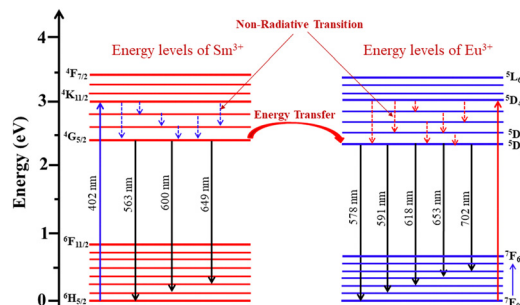 Non-Radiative Transition
Energy levels of Sm³⁺
Energy levels of Eu³⁺
Energy Transfer
Energy (eV)
4
3
2
1
0
⁴F₇/₂
⁴K₁₁/₂
⁴G₅/₂
⁶F₁₁/₂
⁶H₅/₂
402 nm
563 nm
600 nm
649 nm
578 nm
591 nm
618 nm
653 nm
702 nm
⁵L₆
⁵D
⁵D
⁵D
⁷F₆